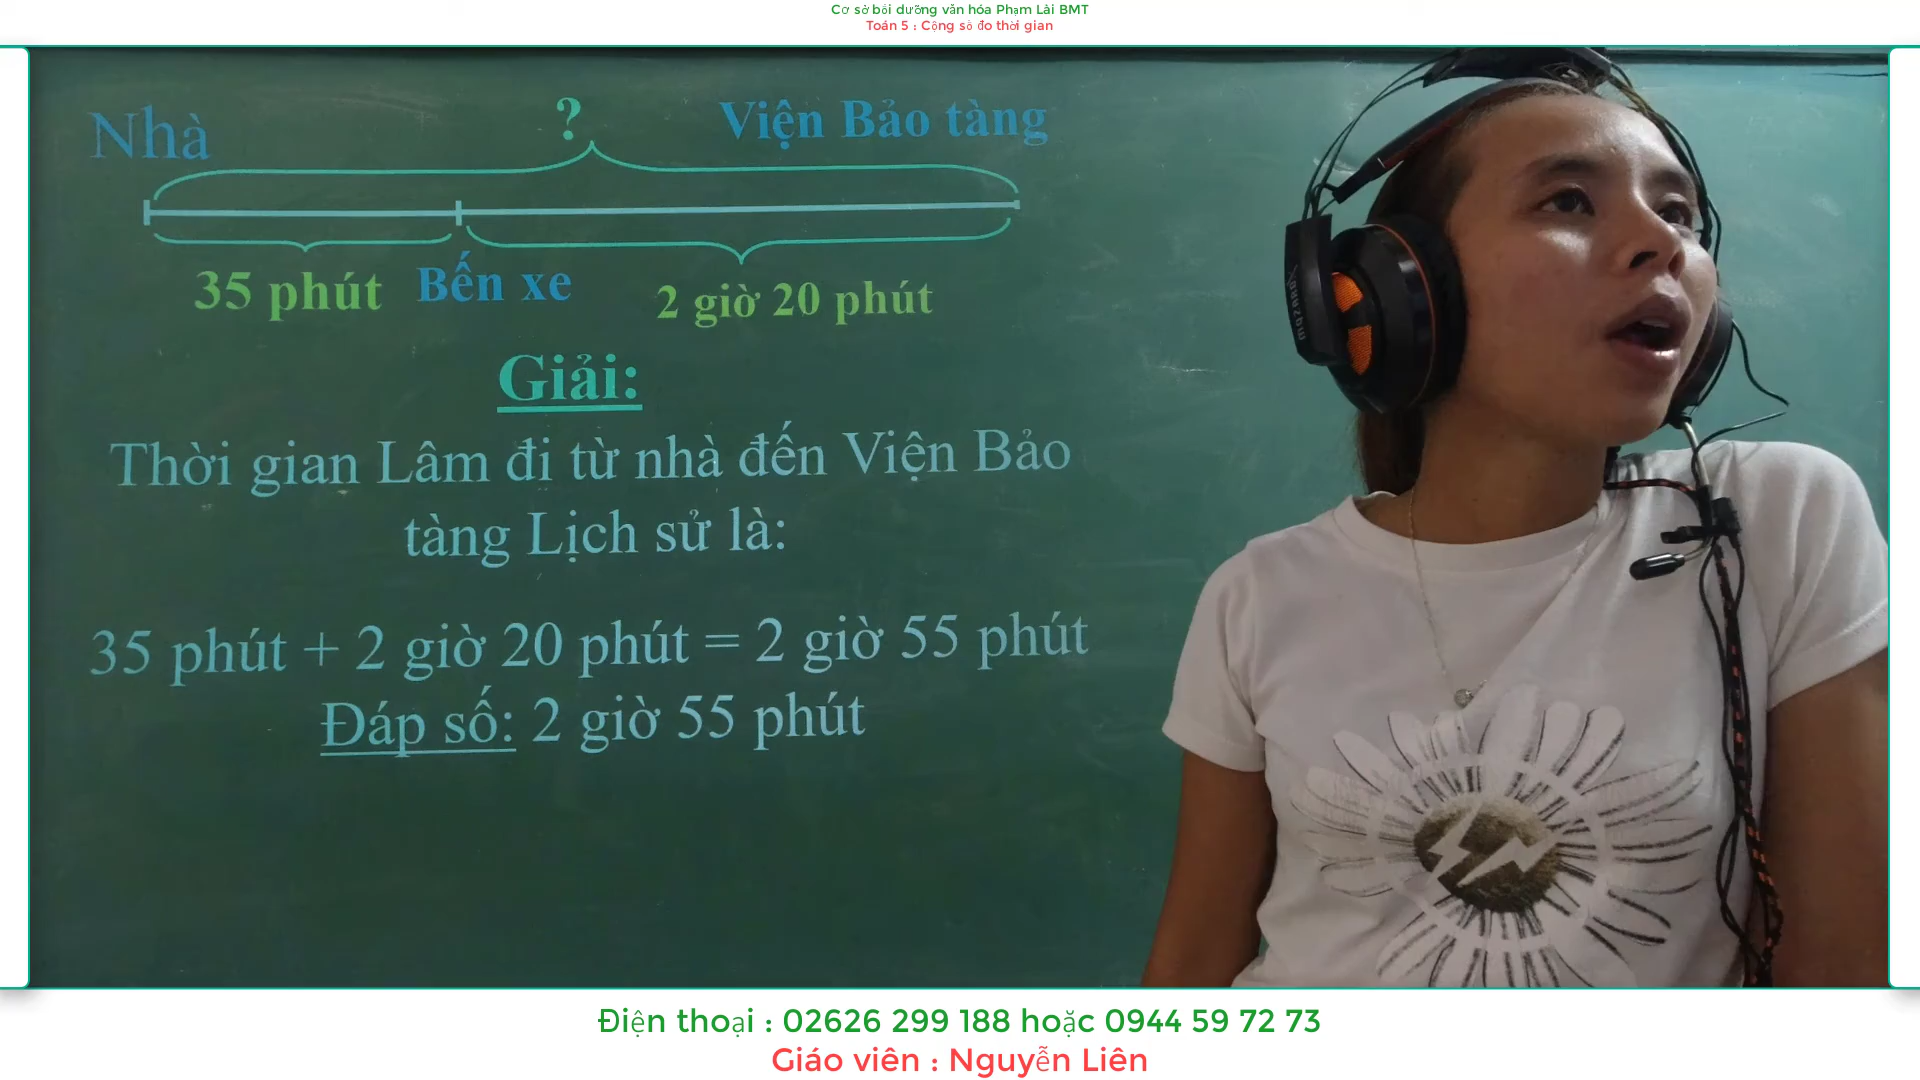 Cơ sở bồi dưỡng văn hóa Phạm Lài BMT
Toán 5 : Cộng số đo thời gian
Nhà
?
Viện Bảo tàng
35 phút
Bến xe
2 giờ 20 phút
Giải:
Thời gian Lâm đi từ nhà đến Viện Bảo
tàng Lịch sử là:
35 phút + 2 giờ 20 phút = 2 giờ 55 phút
Đáp số: 2 giờ 55 phút
Điện thoại : 02626 299 188 hoặc 0944 59 72 73
Giáo viên : Nguyễn Liên